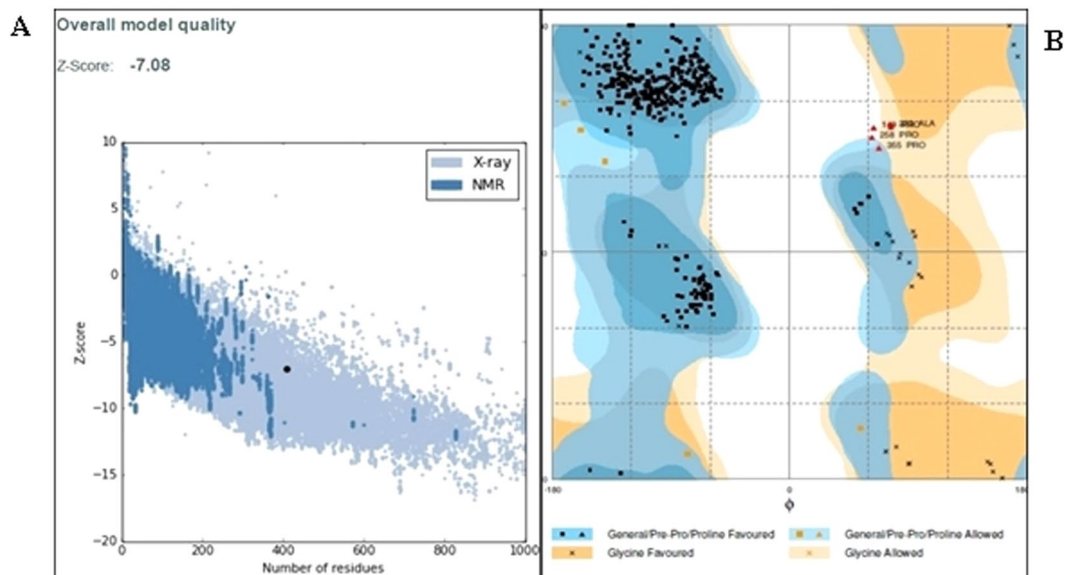 A
Overall model quality
Z-Score: -7.08
10
5
0
-5
-10
-15
-20
Z-score
X-ray
NMR
0 200 400 600 800 1000
Number of residues
B
ALA
258 PRO
355 PRO
-180 0 180
ϕ
General/Pre-Pro/Proline Favoured
General/Pre-Pro/Proline Allowed
Glycine Favoured
Glycine Allowed